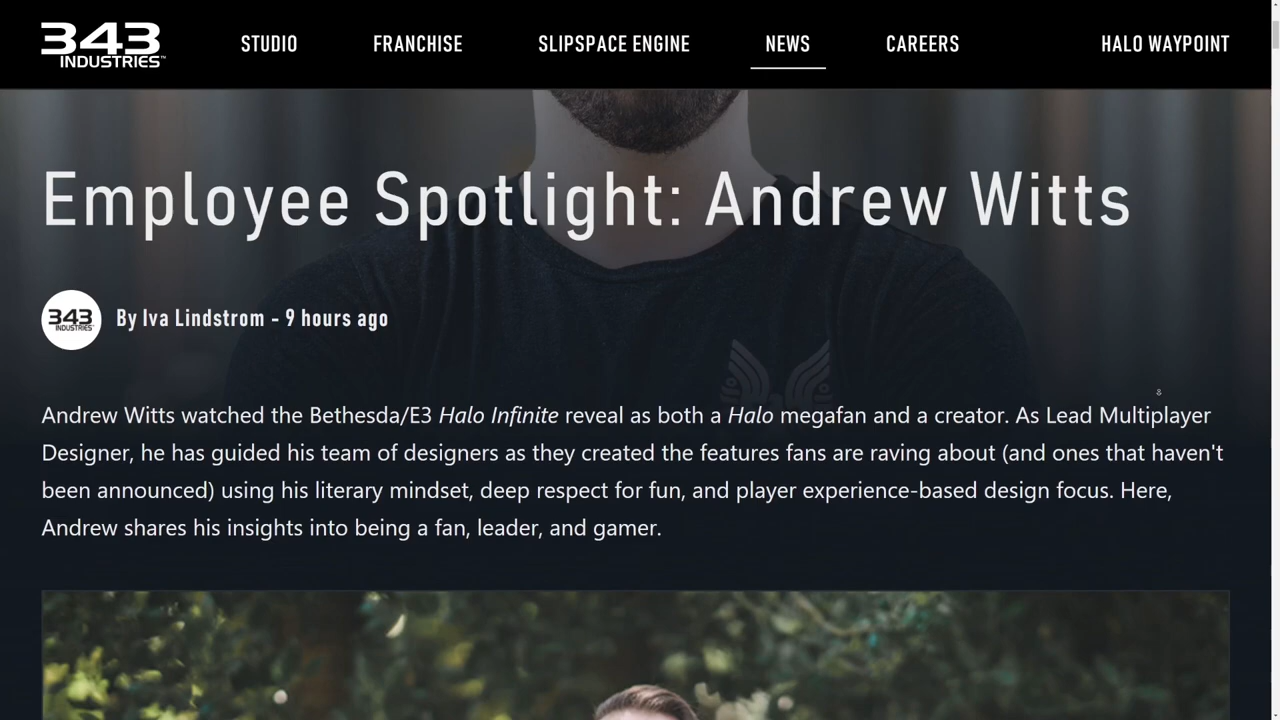 343 INDUSTRIES™
STUDIO FRANCHISE SLIPSPACE ENGINE NEWS CAREERS HALO WAYPOINT
Employee Spotlight: Andrew Witts
343 INDUSTRIES
By Iva Lindstrom - 9 hours ago
Andrew Witts watched the Bethesda/E3 Halo Infinite reveal as both a Halo megafan and a creator. As Lead Multiplayer
Designer, he has guided his team of designers as they created the features fans are raving about (and ones that haven't
been announced) using his literary mindset, deep respect for fun, and player experience-based design focus. Here,
Andrew shares his insights into being a fan, leader, and gamer.